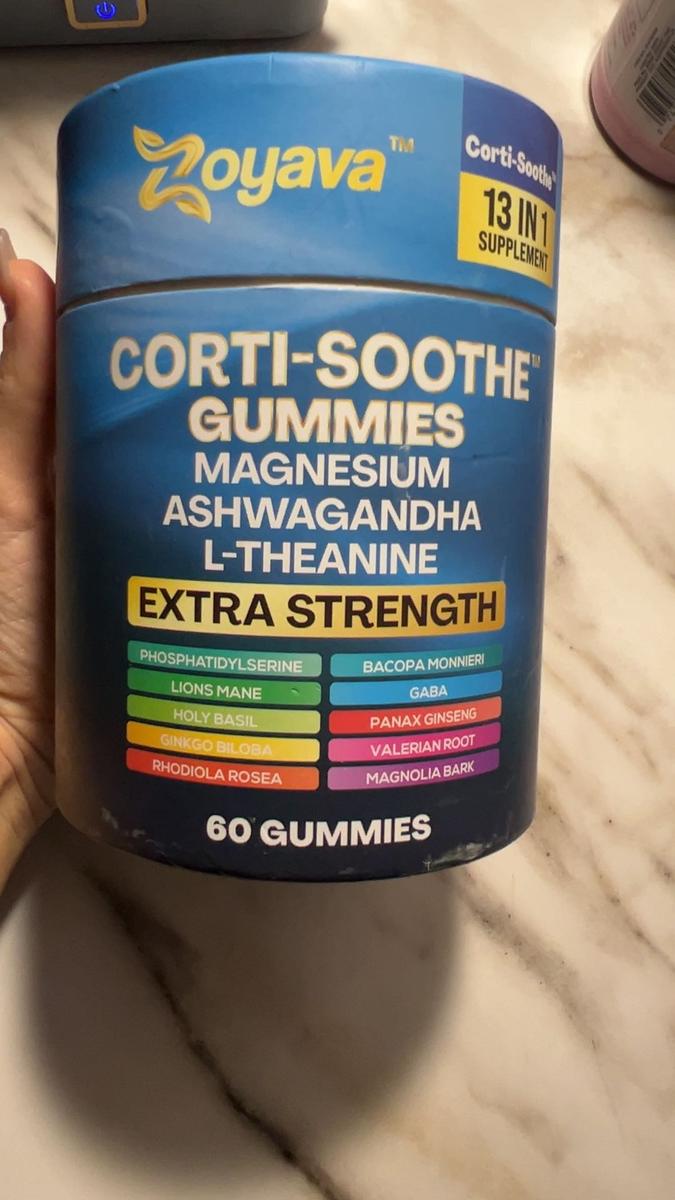 Zoyava™
Corti-Soothe™
13 IN 1
SUPPLEMENT
CORTI-SOOTHE™
GUMMIES
MAGNESIUM
ASHWAGANDHA
L-THEANINE
EXTRA STRENGTH
PHOSPHATIDYLSERINE
BACOPA MONNIERI
LIONS MANE
GABA
HOLY BASIL
PANAX GINSENG
GINKGO BILOBA
VALERIAN ROOT
RHODIOLA ROSEA
MAGNOLIA BARK
60 GUMMIES